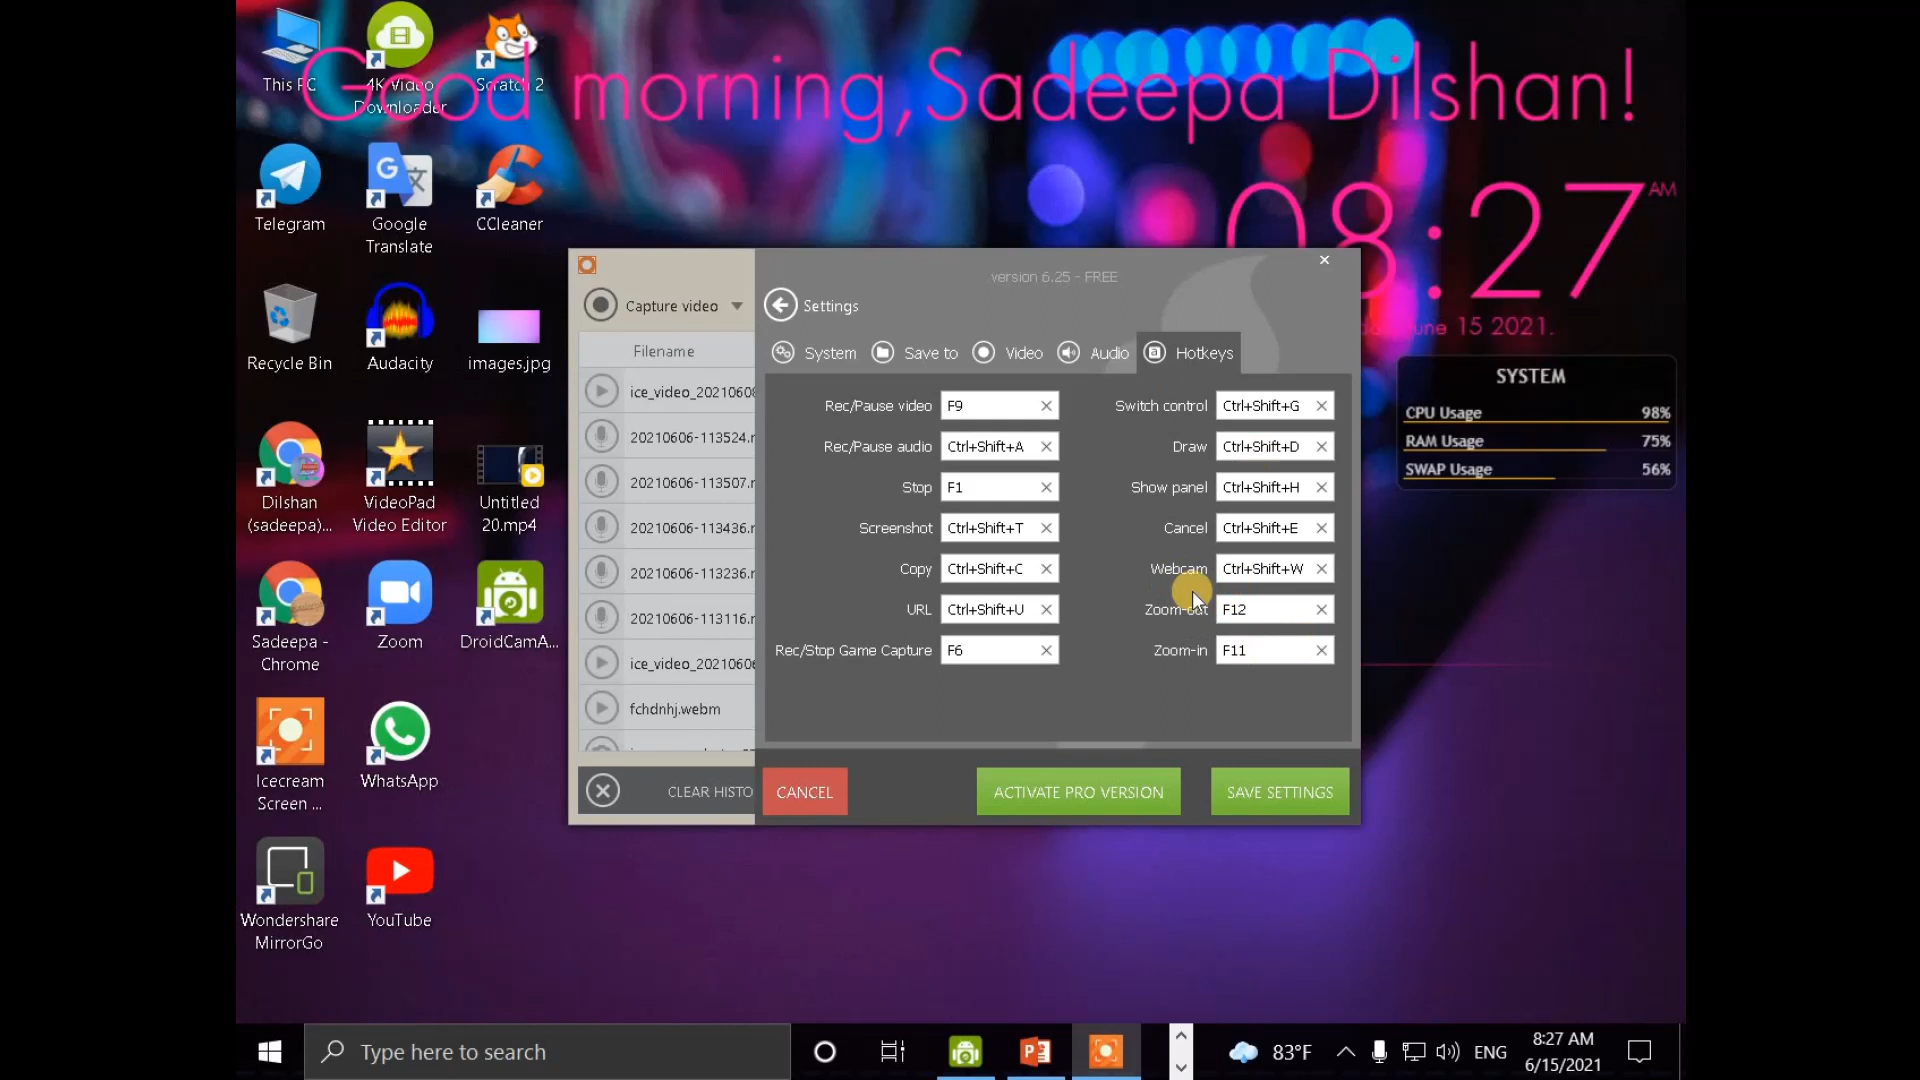 This PC
4K Video
Downloader
Scratch 2
Good morning,Sadeepa Dilshan!
08:27
AM
June 15 2021.
Telegram
Google
Translate
CCleaner
Recycle Bin
Audacity
images.jpg
Dilshan
(sadeepa)...
VideoPad
Video Editor
Untitled
20.mp4
Sadeepa -
Chrome
Zoom
DroidCamA...
Icecream
Screen ...
WhatsApp
Wondershare
MirrorGo
YouTube
SYSTEM
CPU Usage 98%
RAM Usage 75%
SWAP Usage 56%
Capture video
Filename
ice_video_2021060
20210606-113524.
20210606-113507.
20210606-113436.
20210606-113236.
20210606-113116.
ice_video_2021060
fchdnhj.webm
CLEAR HISTO
version 6.25 - FREE
Settings
System Save to Video Audio Hotkeys
Rec/Pause video F9 Switch control Ctrl+Shift+G
Rec/Pause audio Ctrl+Shift+A Draw Ctrl+Shift+D
Stop F1 Show panel Ctrl+Shift+H
Screenshot Ctrl+Shift+T Cancel Ctrl+Shift+E
Copy Ctrl+Shift+C Webcam Ctrl+Shift+W
URL Ctrl+Shift+U Zoom-out F12
Rec/Stop Game Capture F6 Zoom-in F11
CANCEL ACTIVATE PRO VERSION SAVE SETTINGS
Type here to search
83°F
ENG
8:27 AM
6/15/2021